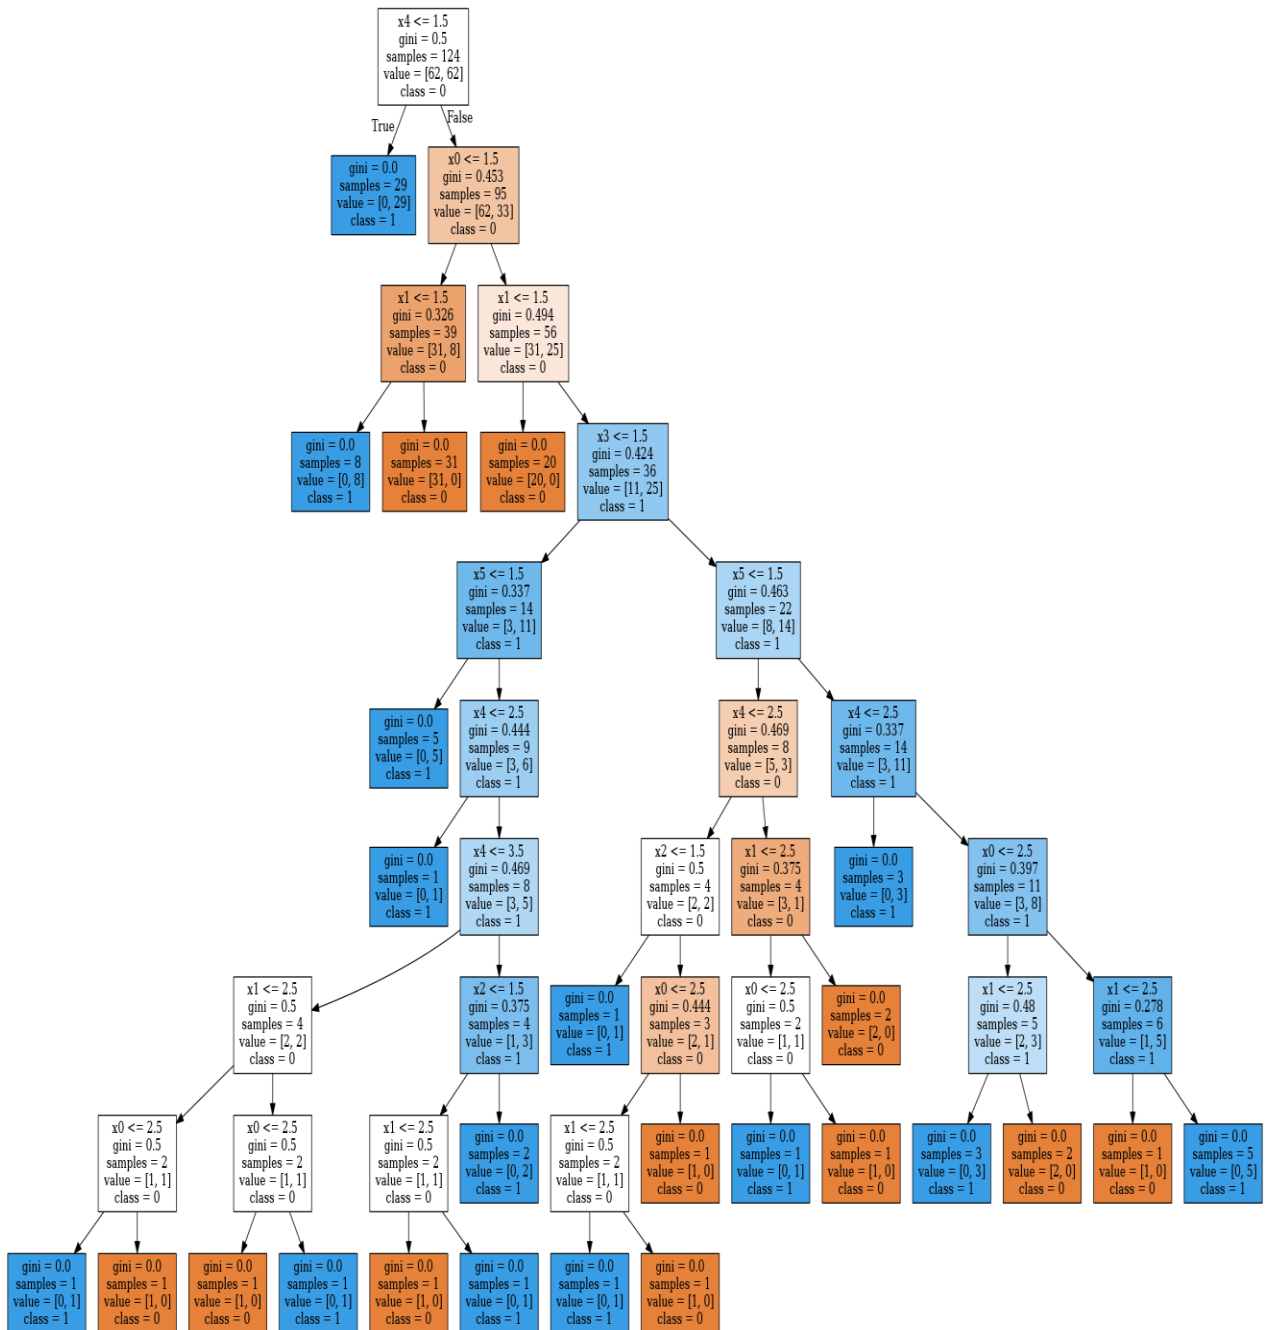 x4 <= 1.5
gini = 0.5
samples = 124
value = [62, 62]
class = 0
True
False
gini = 0.0
samples = 29
value = [0, 29]
class = 1
x0 <= 1.5
gini = 0.453
samples = 95
value = [62, 33]
class = 0
x1 <= 1.5
gini = 0.326
samples = 39
value = [31, 8]
class = 0
x1 <= 1.5
gini = 0.494
samples = 56
value = [31, 25]
class = 0
gini = 0.0
samples = 8
value = [0, 8]
class = 1
gini = 0.0
samples = 31
value = [31, 0]
class = 0
gini = 0.0
samples = 20
value = [20, 0]
class = 0
x3 <= 1.5
gini = 0.424
samples = 36
value = [11, 25]
class = 1
x5 <= 1.5
gini = 0.337
samples = 14
value = [3, 11]
class = 1
x5 <= 1.5
gini = 0.463
samples = 22
value = [8, 14]
class = 1
gini = 0.0
samples = 5
value = [0, 5]
class = 1
x4 <= 2.5
gini = 0.444
samples = 9
value = [3, 6]
class = 1
x4 <= 2.5
gini = 0.469
samples = 8
value = [5, 3]
class = 0
x4 <= 2.5
gini = 0.337
samples = 14
value = [3, 11]
class = 1
gini = 0.0
samples = 1
value = [0, 1]
class = 1
x4 <= 3.5
gini = 0.469
samples = 8
value = [3, 5]
class = 1
x2 <= 1.5
gini = 0.5
samples = 4
value = [2, 2]
class = 0
x1 <= 2.5
gini = 0.375
samples = 4
value = [3, 1]
class = 0
gini = 0.0
samples = 3
value = [0, 3]
class = 1
x0 <= 2.5
gini = 0.397
samples = 11
value = [3, 8]
class = 1
x1 <= 2.5
gini = 0.5
samples = 4
value = [2, 2]
class = 0
x2 <= 1.5
gini = 0.375
samples = 4
value = [1, 3]
class = 1
gini = 0.0
samples = 1
value = [0, 1]
class = 1
x0 <= 2.5
gini = 0.444
samples = 3
value = [2, 1]
class = 0
x0 <= 2.5
gini = 0.5
samples = 2
value = [1, 1]
class = 0
gini = 0.0
samples = 2
value = [2, 0]
class = 0
x1 <= 2.5
gini = 0.48
samples = 5
value = [2, 3]
class = 1
x1 <= 2.5
gini = 0.278
samples = 6
value = [1, 5]
class = 1
x0 <= 2.5
gini = 0.5
samples = 2
value = [1, 1]
class = 0
x0 <= 2.5
gini = 0.5
samples = 2
value = [1, 1]
class = 0
x1 <= 2.5
gini = 0.5
samples = 2
value = [1, 1]
class = 0
gini = 0.0
samples = 2
value = [0, 2]
class = 1
x1 <= 2.5
gini = 0.5
samples = 2
value = [1, 1]
class = 0
gini = 0.0
samples = 1
value = [1, 0]
class = 0
gini = 0.0
samples = 1
value = [0, 1]
class = 1
gini = 0.0
samples = 1
value = [1, 0]
class = 0
gini = 0.0
samples = 3
value = [0, 3]
class = 1
gini = 0.0
samples = 2
value = [2, 0]
class = 0
gini = 0.0
samples = 1
value = [1, 0]
class = 0
gini = 0.0
samples = 5
value = [0, 5]
class = 1
gini = 0.0
samples = 1
value = [0, 1]
class = 1
gini = 0.0
samples = 1
value = [1, 0]
class = 0
gini = 0.0
samples = 1
value = [1, 0]
class = 0
gini = 0.0
samples = 1
value = [0, 1]
class = 1
gini = 0.0
samples = 1
value = [1, 0]
class = 0
gini = 0.0
samples = 1
value = [0, 1]
class = 1
gini = 0.0
samples = 1
value = [0, 1]
class = 1
gini = 0.0
samples = 1
value = [1, 0]
class = 0